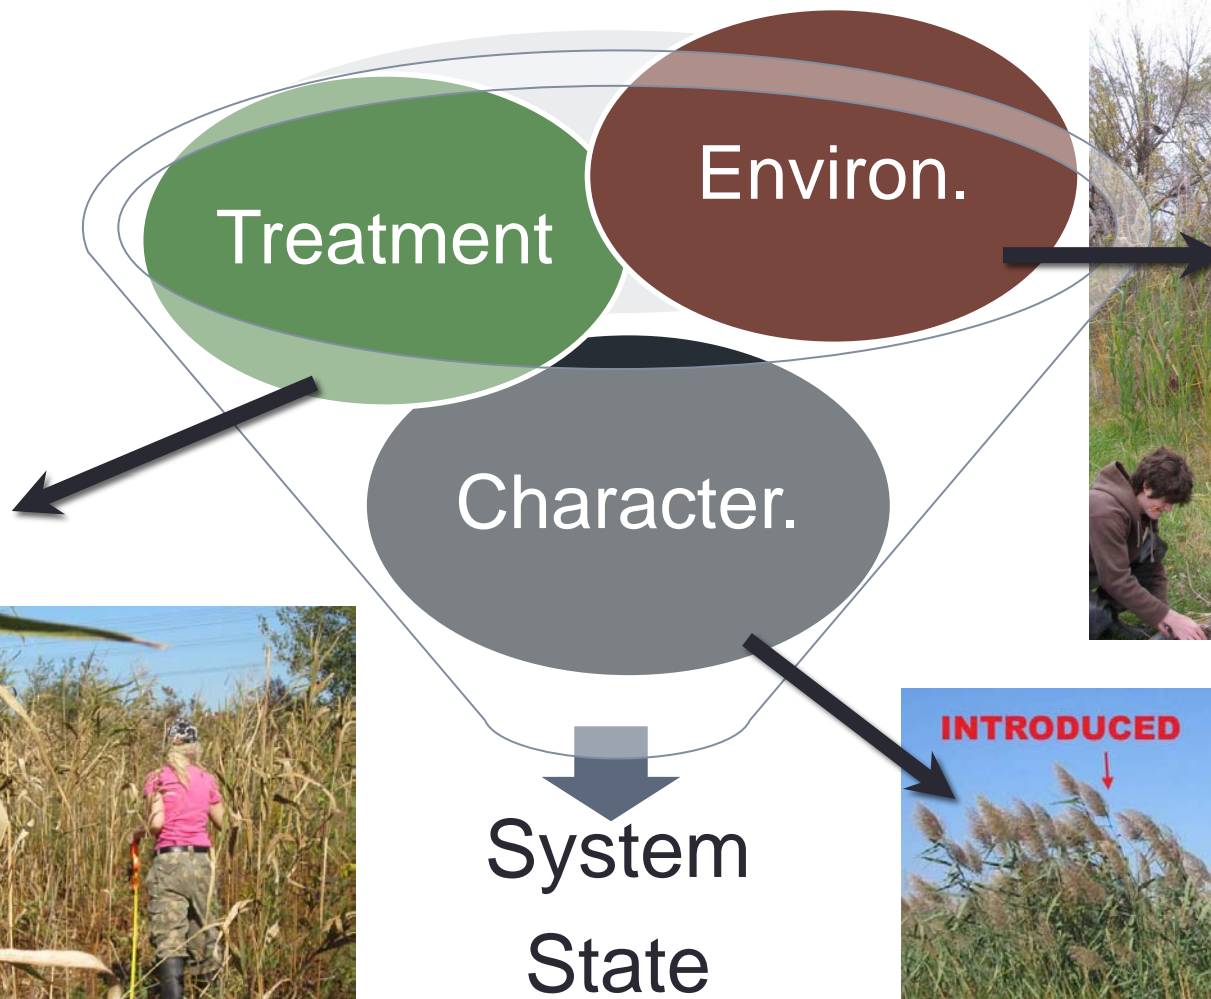 Environ.
Treatment
Character.
INTRODUCED
System
State